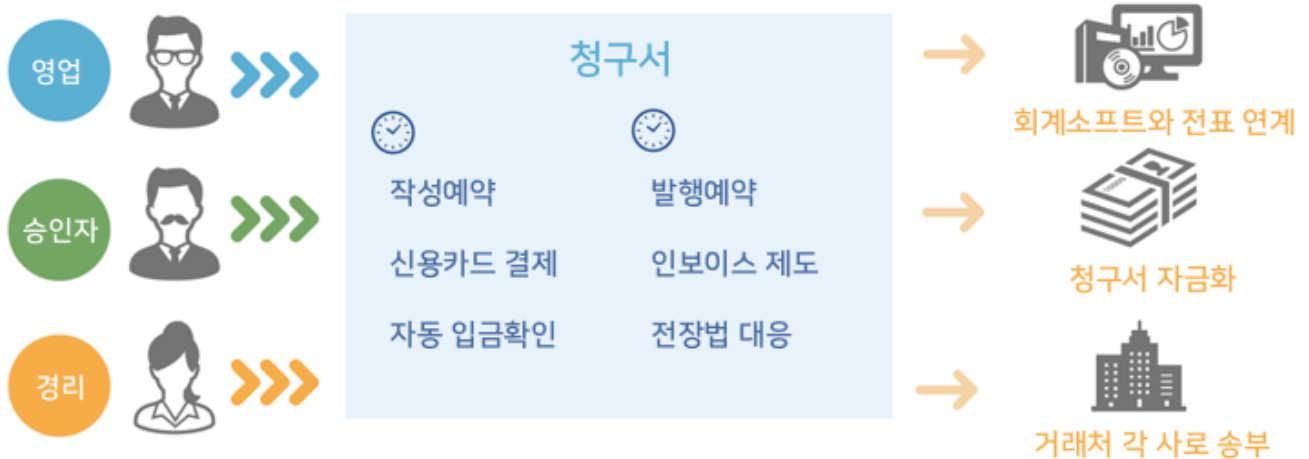 영업
승인자
경리
청구서
작성예약
발행예약
신용카드 결제
인보이스 제도
자동 입금확인
전장법 대응
회계소프트와 전표 연계
청구서 자금화
거래처 각 사로 송부